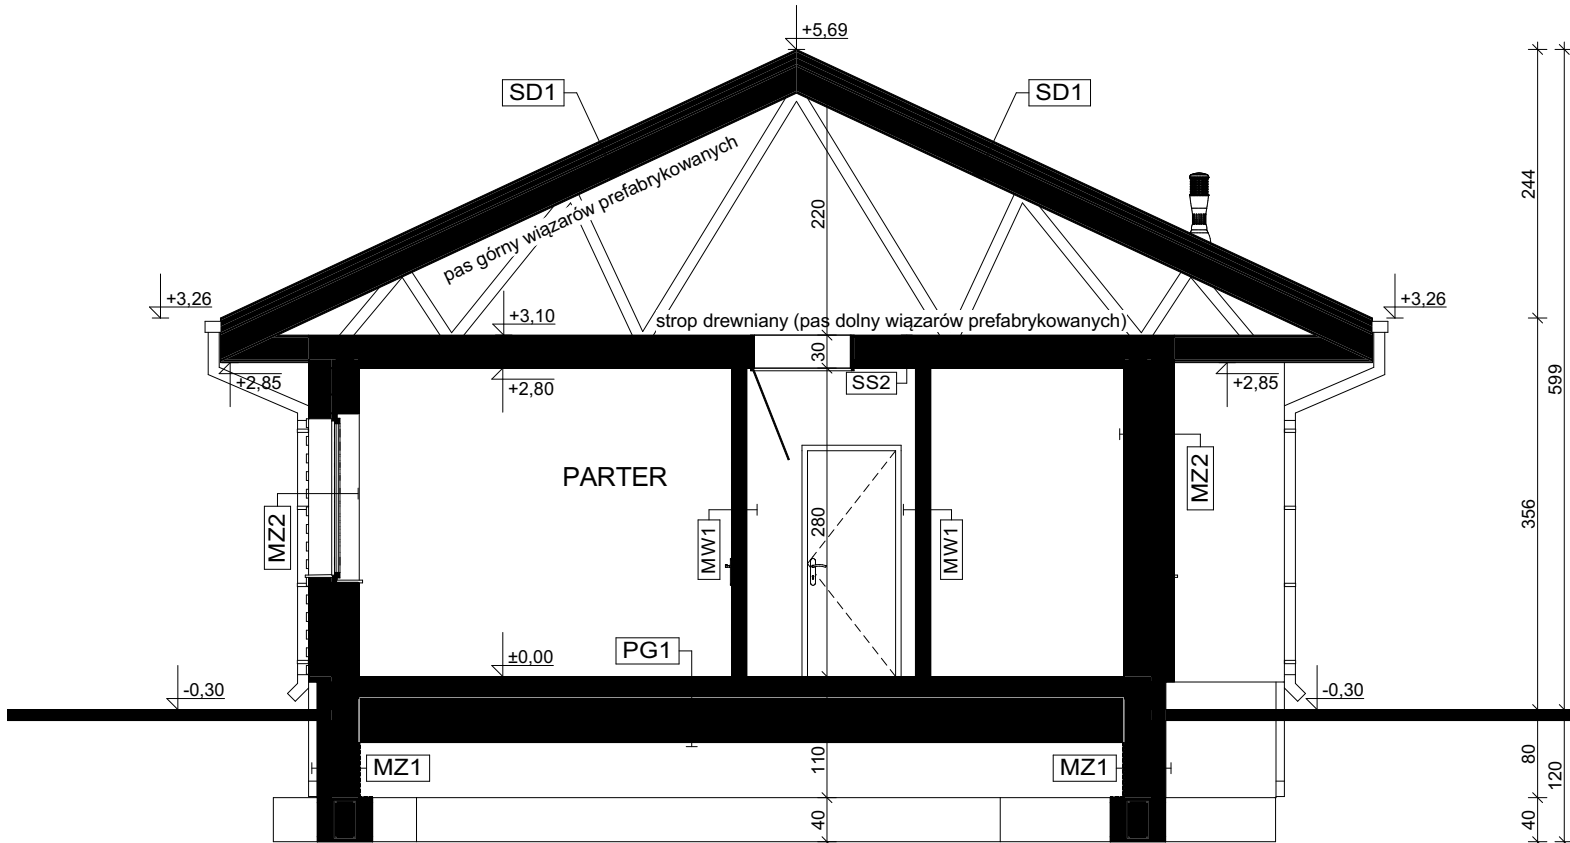 +5,69
SD1
SD1
pas górny wiązarów prefabrykowanych
220
244
+3,26
+3,26
+3,10
strop drewniany (pas dolny wiązarów prefabrykowanych)
30
+2,85
+2,80
SS2
+2,85
599
PARTER
MZ2
MZ2
356
MW1
280
MW1
PG1
±0,00
-0,30
-0,30
MZ1
110
MZ1
80
120
40
40